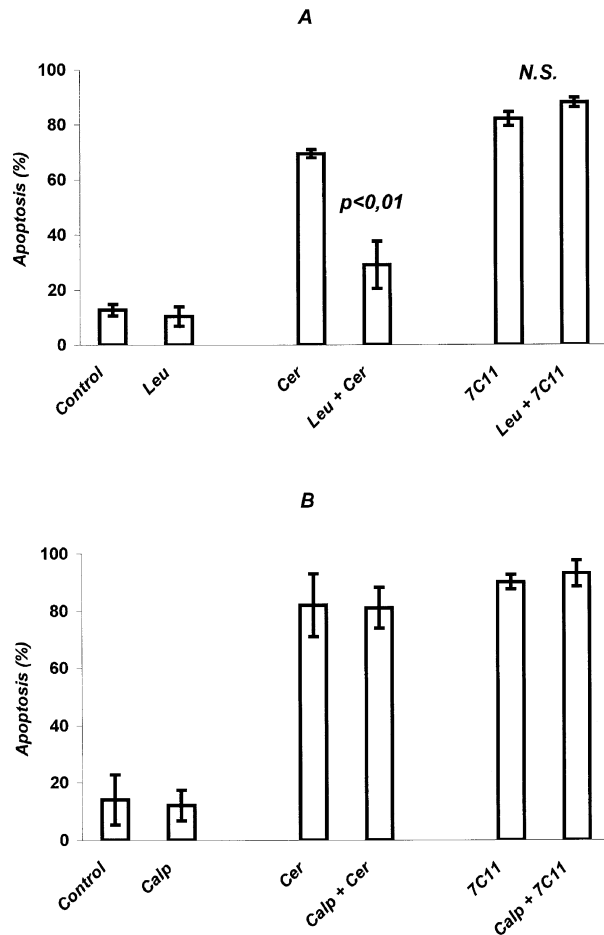 A
Apoptosis (%)
100
80
60
40
20
0
p<0,01
N.S.
Control
Leu
Cer
Leu + Cer
7C11
Leu + 7C11
B
Apoptosis (%)
100
80
60
40
20
0
Control
Calp
Cer
Calp + Cer
7C11
Calp + 7C11